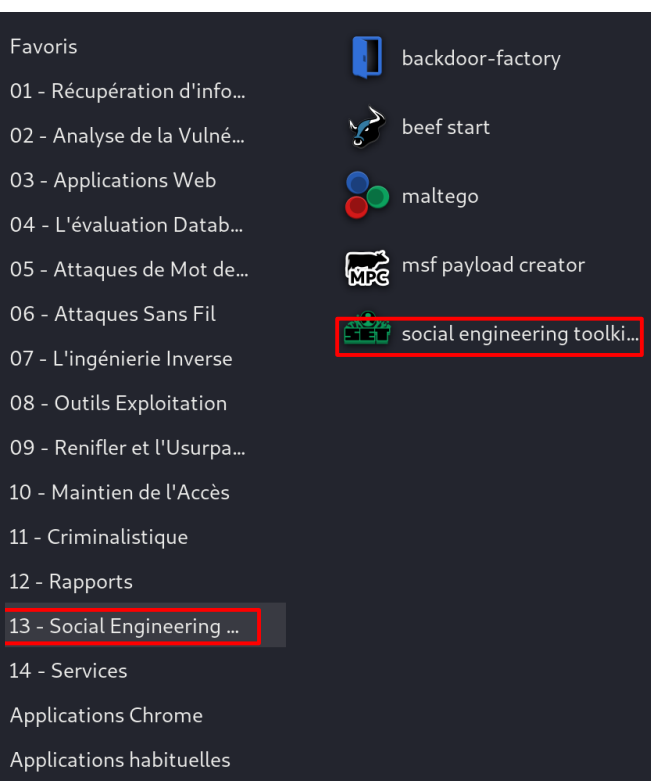 Favoris
01 - Récupération d'info...
02 - Analyse de la Vulné...
03 - Applications Web
04 - L'évaluation Datab...
05 - Attaques de Mot de...
06 - Attaques Sans Fil
07 - L'ingénierie Inverse
08 - Outils Exploitation
09 - Renifler et l'Usurpa...
10 - Maintien de l'Accès
11 - Criminalistique
12 - Rapports
13 - Social Engineering ...
14 - Services
Applications Chrome
Applications habituelles
backdoor-factory
beef start
maltego
MPC
msf payload creator
SET
social engineering toolki...